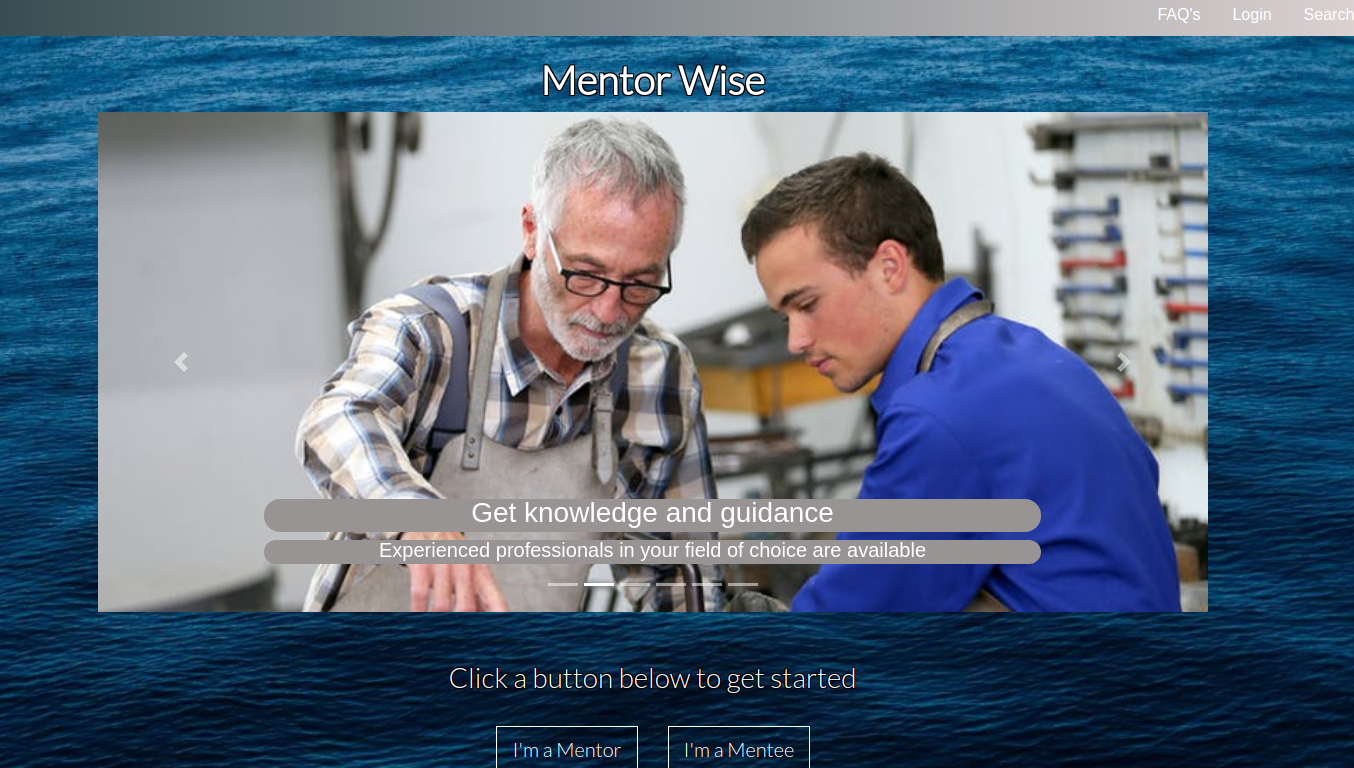 FAQ's Login Search
Mentor Wise
Get knowledge and guidance
Experienced professionals in your field of choice are available
Click a button below to get started
I'm a Mentor I'm a Mentee